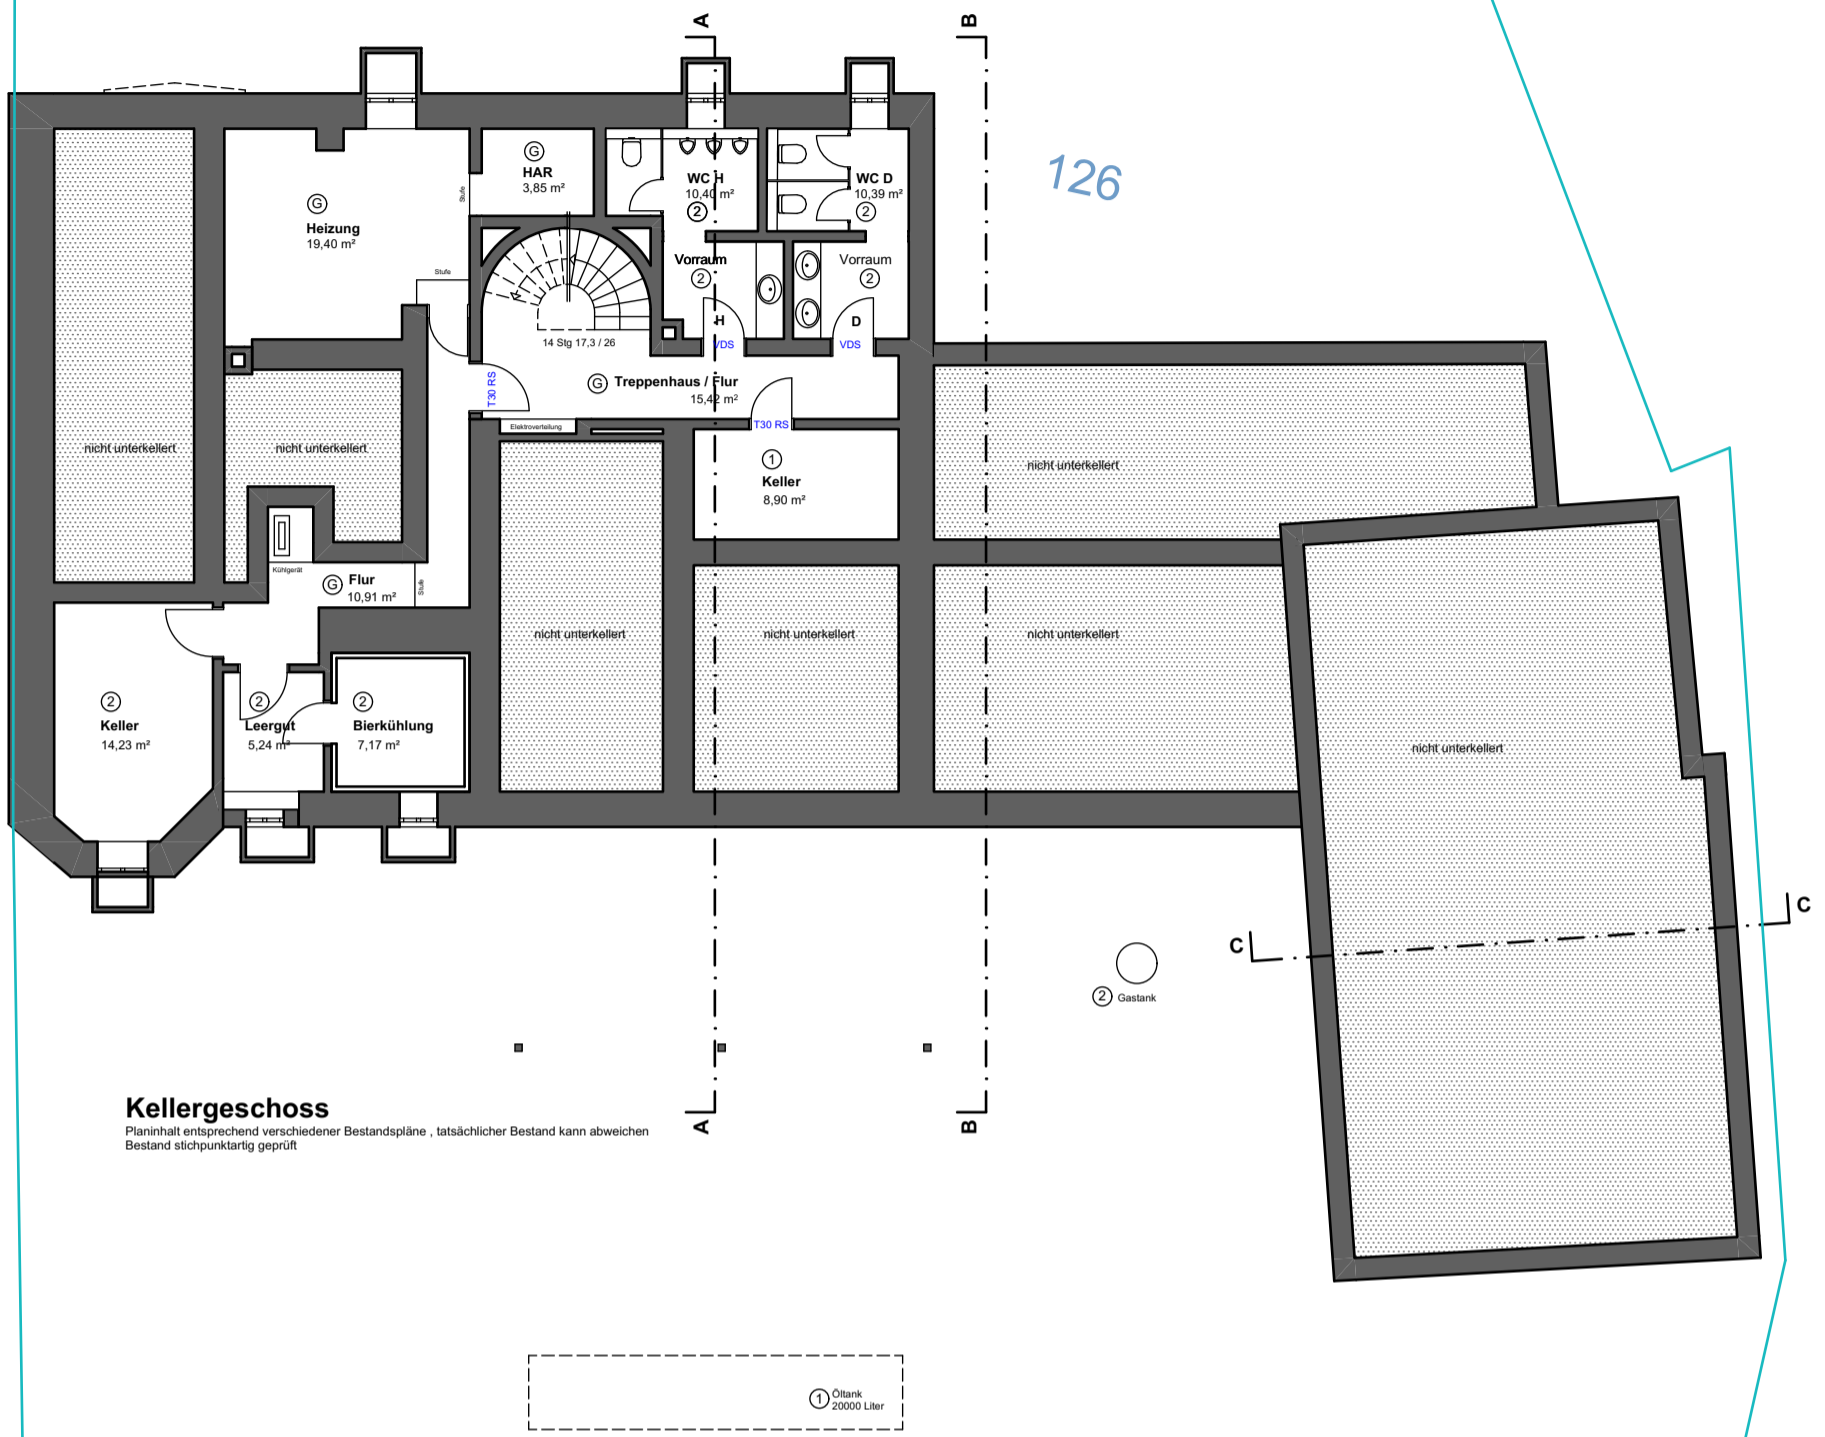 A
B
126
G
HAR
3,85 m²
WC H
10,40 m²
2
WC D
10,39 m²
2
G
Heizung
19,40 m²
Stufe
Stufe
Vorraum
2
Vorraum
2
H
VDS
D
VDS
14 Stg 17,3 / 26
T30 RS
G Treppenhaus / Flur
15,42 m²
T30 RS
Elektroverteilung
nicht unterkellert
nicht unterkellert
1
Keller
8,90 m²
nicht unterkellert
Kühlgerät
G Flur
10,91 m²
Stufe
nicht unterkellert
nicht unterkellert
nicht unterkellert
2
Keller
14,23 m²
2
Leergut
5,24 m²
2
Bierkühlung
7,17 m²
nicht unterkellert
C
C
2 Gastank
A
B
Kellergeschoss
Planinhalt entsprechend verschiedener Bestandspläne , tatsächlicher Bestand kann abweichen
Bestand stichpunktartig geprüft
1 Öltank
20000 Liter